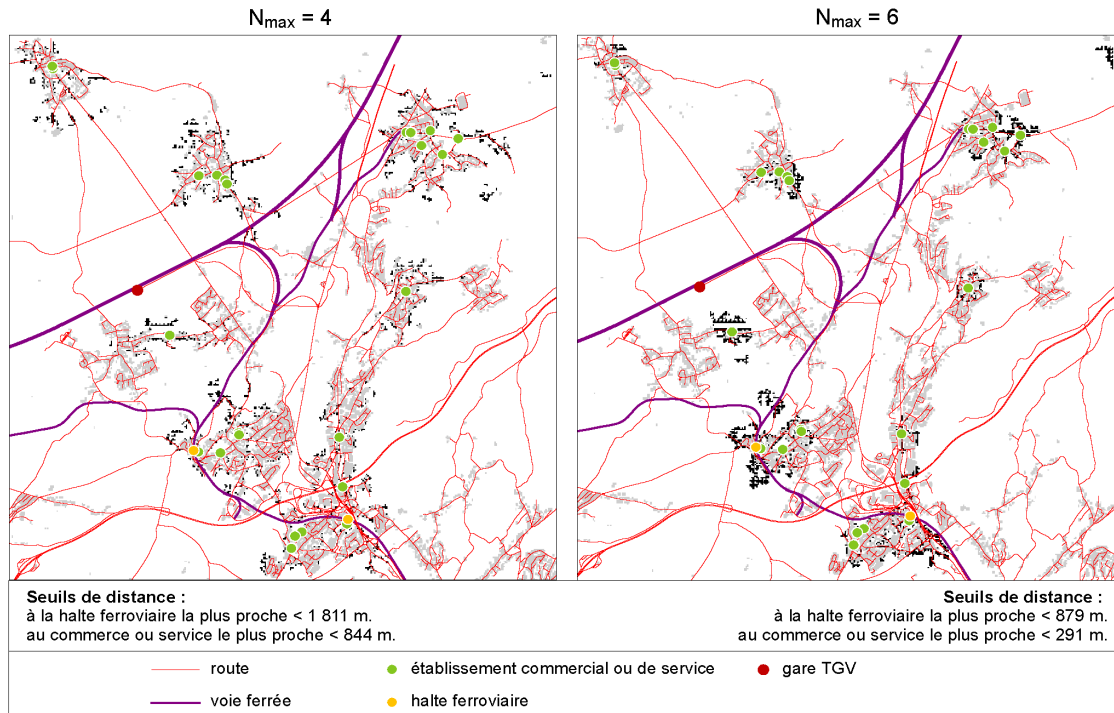 Nmax = 4
Nmax = 6
Seuils de distance :
à la halte ferroviaire la plus proche < 1 811 m.
au commerce ou service le plus proche < 844 m.
Seuils de distance :
à la halte ferroviaire la plus proche < 879 m.
au commerce ou service le plus proche < 291 m.
route
établissement commercial ou de service
gare TGV
voie ferrée
halte ferroviaire